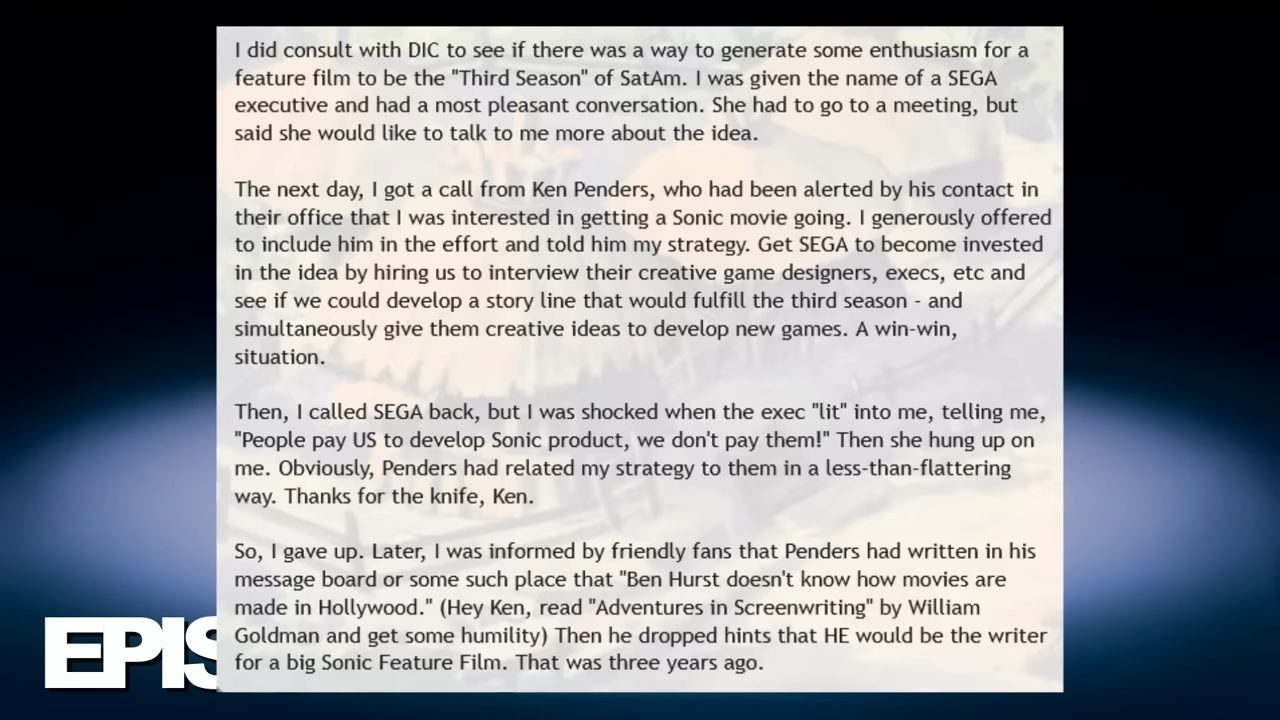 I did consult with DIC to see if there was a way to generate some enthusiasm for a
feature film to be the "Third Season" of SatAm. I was given the name of a SEGA
executive and had a most pleasant conversation. She had to go to a meeting, but
said she would like to talk to me more about the idea.
The next day, I got a call from Ken Penders, who had been alerted by his contact in
their office that I was interested in getting a Sonic movie going. I generously offered
to include him in the effort and told him my strategy. Get SEGA to become invested
in the idea by hiring us to interview their creative game designers, execs, etc and
see if we could develop a story line that would fulfill the third season - and
simultaneously give them creative ideas to develop new games. A win-win,
situation.
Then, I called SEGA back, but I was shocked when the exec "lit" into me, telling me,
"People pay US to develop Sonic product, we don't pay them!" Then she hung up on
me. Obviously, Penders had related my strategy to them in a less-than-flattering
way. Thanks for the knife, Ken.
So, I gave up. Later, I was informed by friendly fans that Penders had written in his
message board or some such place that "Ben Hurst doesn't know how movies are
made in Hollywood." (Hey Ken, read "Adventures in Screenwriting" by William
Goldman and get some humility) Then he dropped hints that HE would be the writer
for a big Sonic Feature Film. That was three years ago.
EPIS